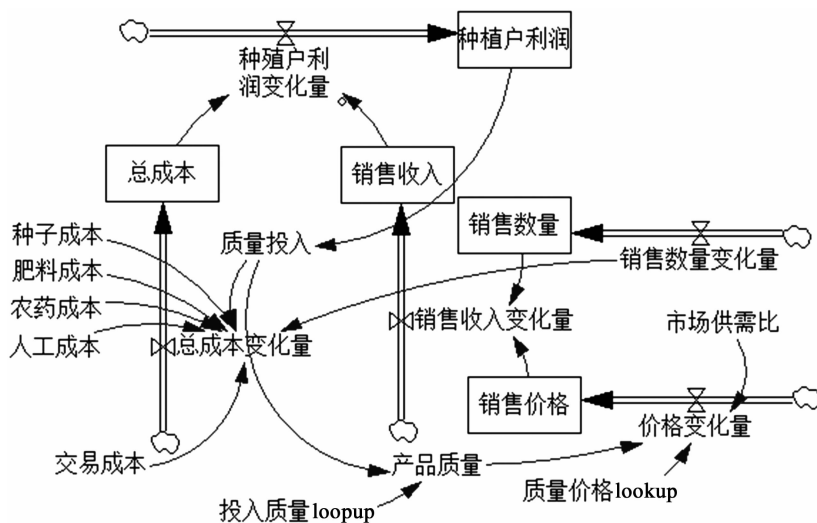 种植户利润
种殖户利
润变化量
总成本
销售收入
种子成本
质量投入
销售数量
肥料成本
销售数量变化量
农药成本
人工成本
总成本变化量
销售收入变化量
市场供需比
销售价格
价格变化量
交易成本
产品质量
质量价格lookup
投入质量loopup